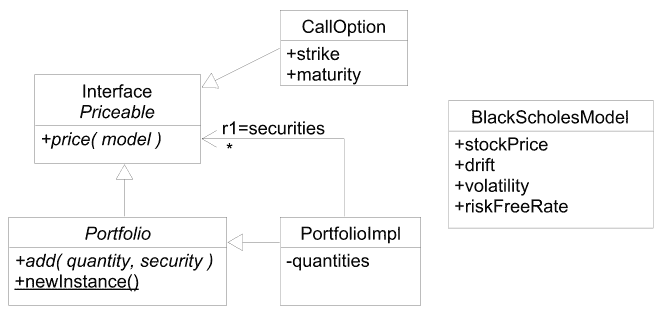 CallOption
+strike
+maturity
Interface
Priceable
+price( model )
r1=securities
*
BlackScholesModel
+stockPrice
+drift
+volatility
+riskFreeRate
Portfolio
+add( quantity, security )
+newInstance()
PortfolioImpl
-quantities